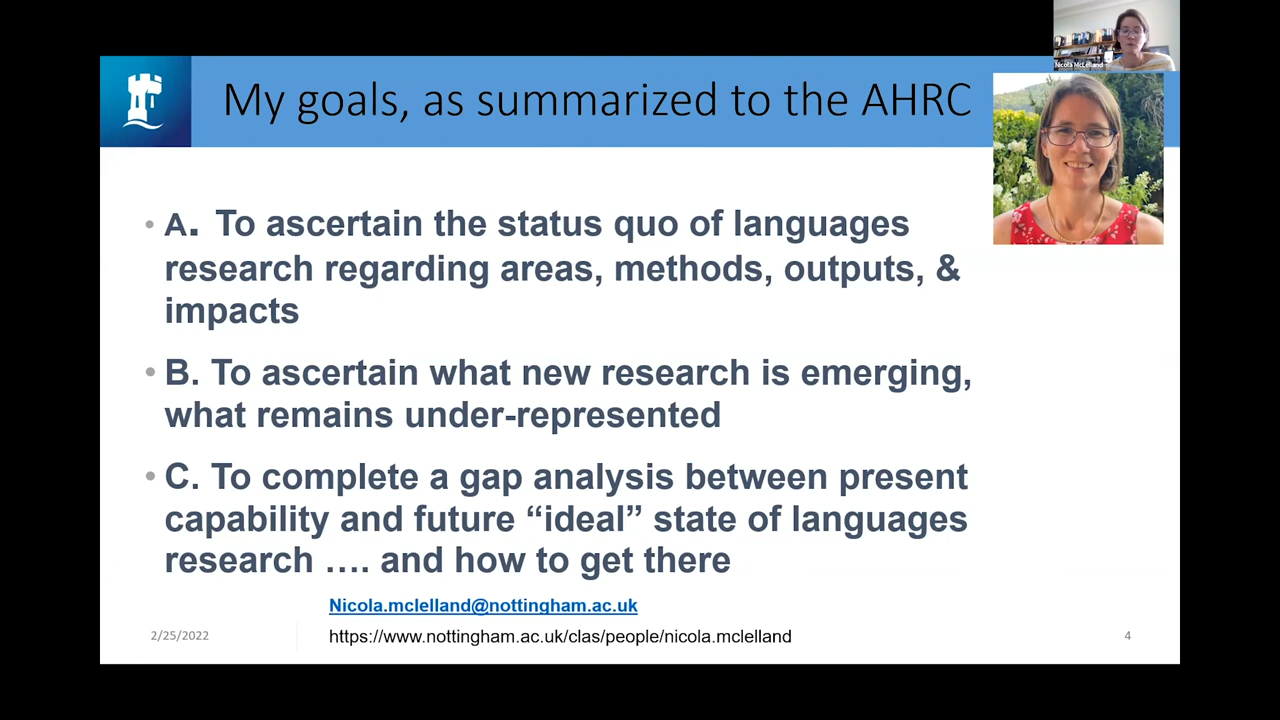 Nicola McLelland
My goals, as summarized to the AHRC
• A. To ascertain the status quo of languages
research regarding areas, methods, outputs, &
impacts
• B. To ascertain what new research is emerging,
what remains under-represented
• C. To complete a gap analysis between present
capability and future “ideal” state of languages
research …. and how to get there
Nicola.mclelland@nottingham.ac.uk
2/25/2022
https://www.nottingham.ac.uk/clas/people/nicola.mclelland
4